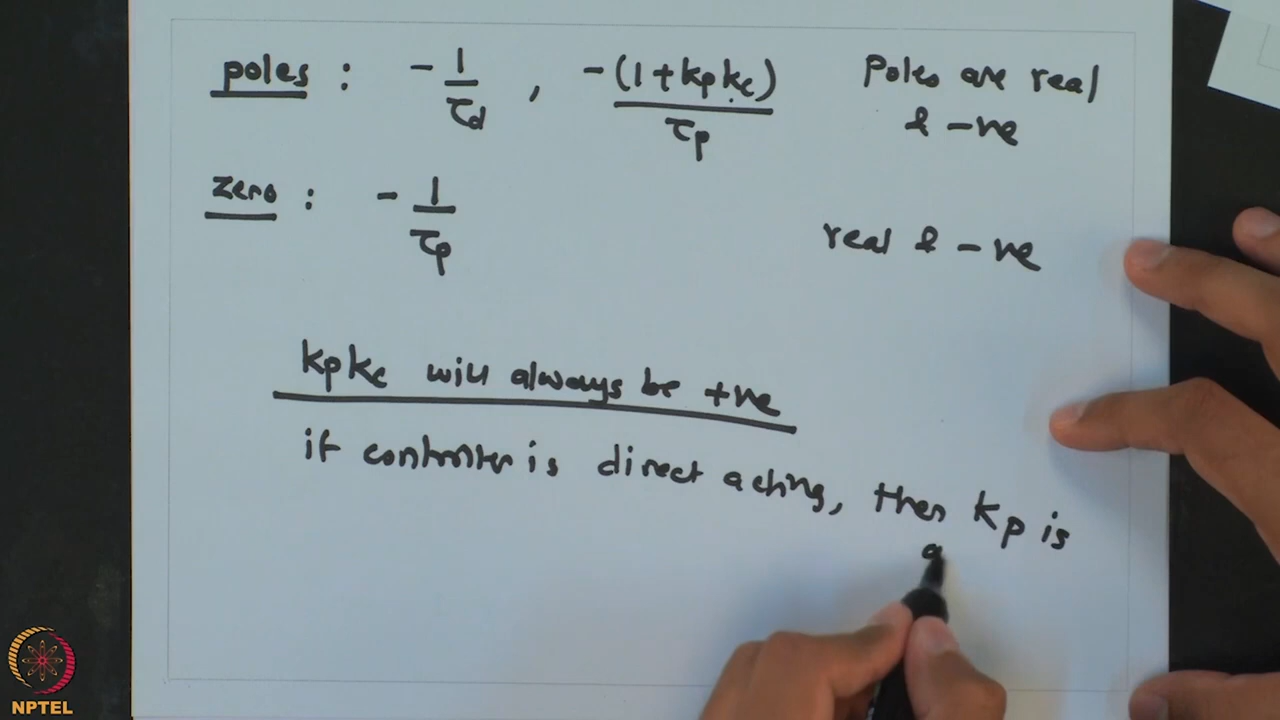 poles : - 1/τd , -(1+kpkc)/τp Poles are real
& -ve
zero : - 1/τp real & -ve
kpkc will always be +ve
if controller is direct acting, then kp is
a
NPTEL